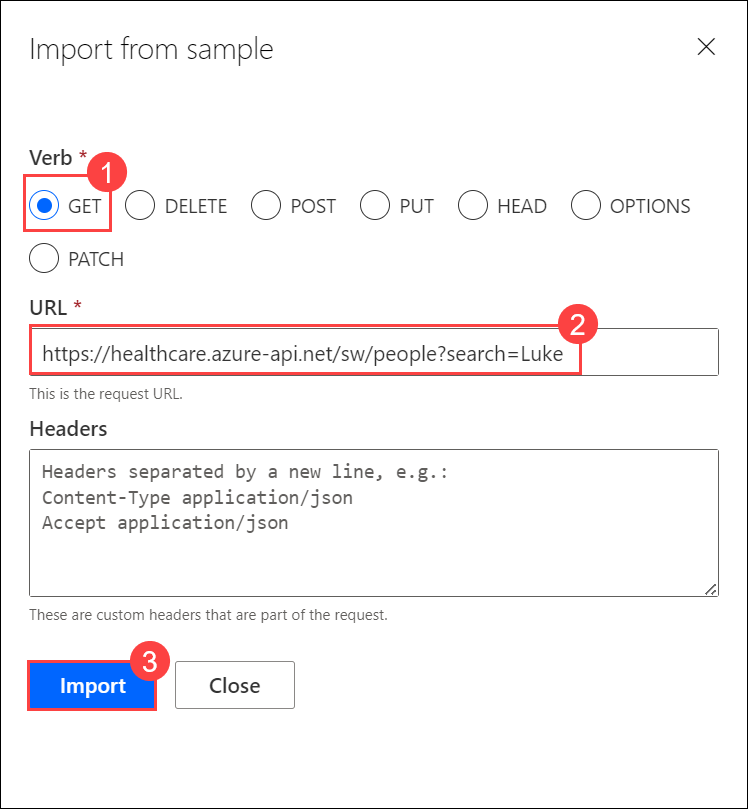 Import from sample
Verb *
1
GET DELETE POST PUT HEAD OPTIONS
PATCH
URL *
2
https://healthcare.azure-api.net/sw/people?search=Luke
This is the request URL.
Headers
Headers separated by a new line, e.g.:
Content-Type application/json
Accept application/json
These are custom headers that are part of the request.
3
Import Close